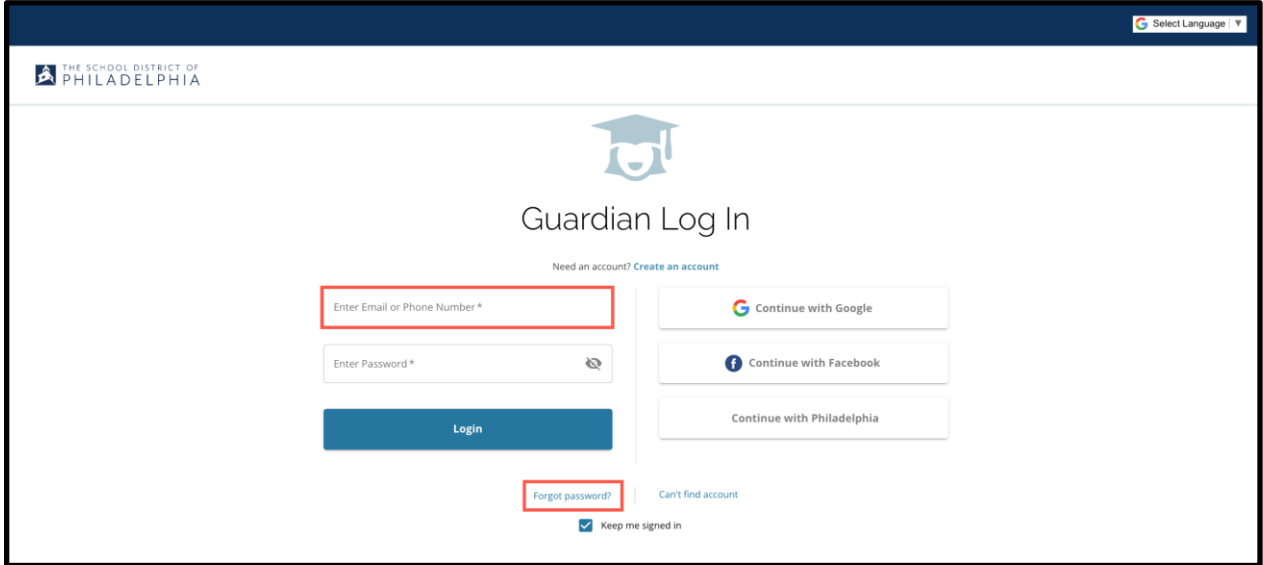 Select Language
THE SCHOOL DISTRICT OF
PHILADELPHIA
Guardian Log In
Need an account? Create an account
Enter Email or Phone Number *
Enter Password *
Login
Continue with Google
Continue with Facebook
Continue with Philadelphia
Forgot password?
Can't find account
Keep me signed in